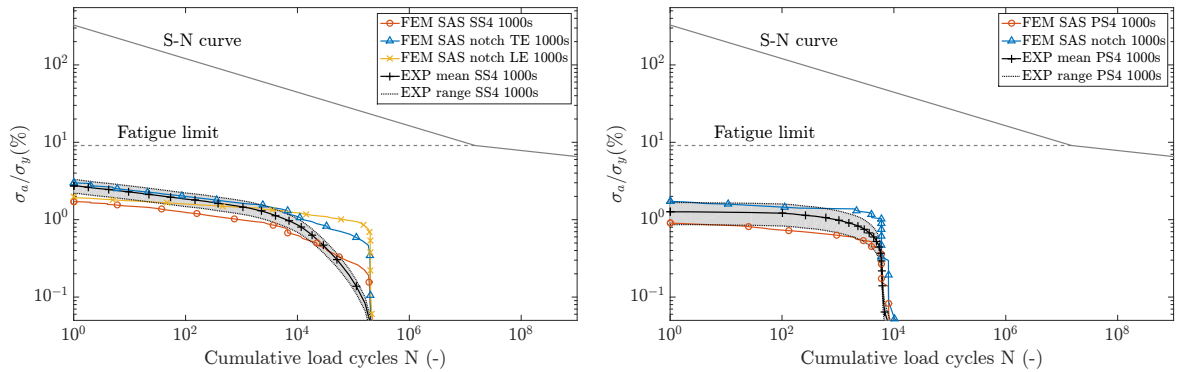 FEM SAS SS4 1000s
FEM SAS notch TE 1000s
FEM SAS notch LE 1000s
EXP mean SS4 1000s
EXP range SS4 1000s
S-N curve
Fatigue limit
10^2
10^1
10^0
10^-1
σ_a/σ_y(%)
10^0 10^2 10^4 10^6 10^8
Cumulative load cycles N (-)
FEM SAS PS4 1000s
FEM SAS notch 1000s
EXP mean PS4 1000s
EXP range PS4 1000s
S-N curve
Fatigue limit
10^2
10^1
10^0
10^-1
σ_a/σ_y(%)
10^0 10^2 10^4 10^6 10^8
Cumulative load cycles N (-)